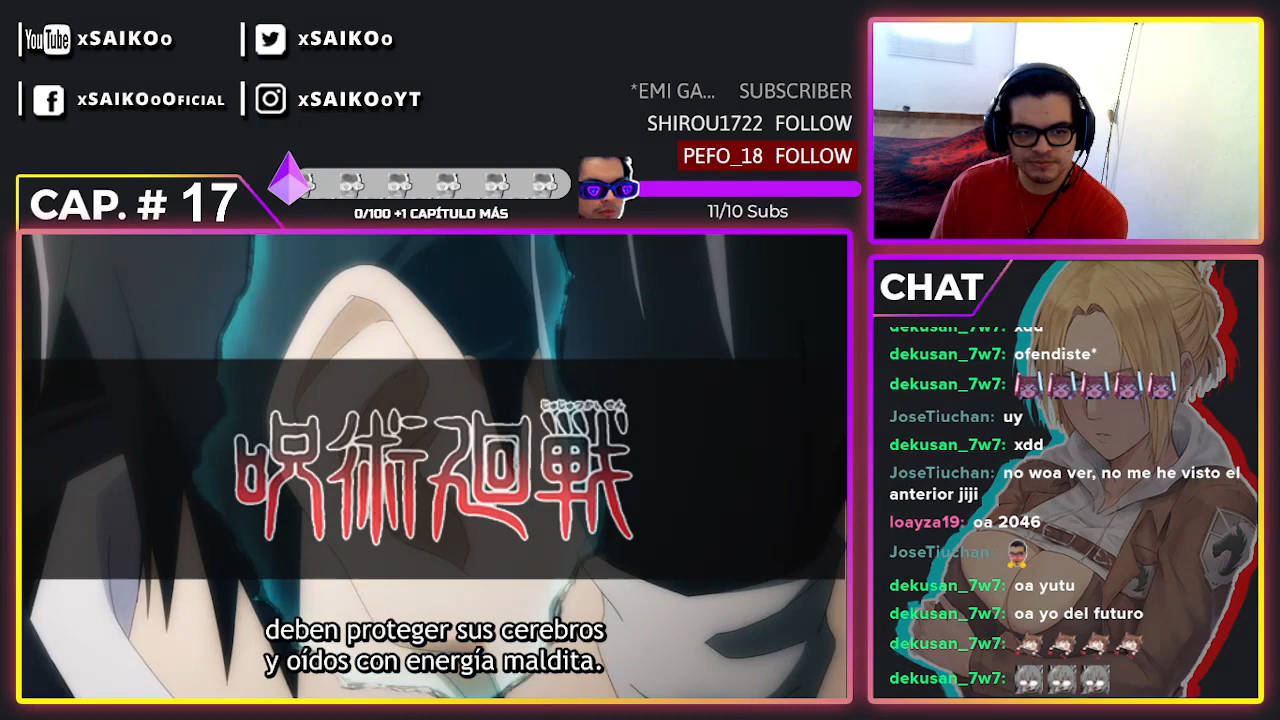 YouTube xSAIKOo
xSAIKOo
xSAIKOoOFICIAL
xSAIKOoYT
*EMI GA... SUBSCRIBER
SHIROU1722 FOLLOW
PEFO_18 FOLLOW
CAP. # 17
0/100 +1 CAPÍTULO MÁS
11/10 Subs
呪術廻戦
deben proteger sus cerebros
y oídos con energía maldita.
CHAT
dekusan_7w7: xdd
dekusan_7w7: ofendiste*
dekusan_7w7:
JoseTiuchan: uy
dekusan_7w7: xdd
JoseTiuchan: no woa ver, no me he visto el
anterior jiji
loayza19: oa 2046
JoseTiuchan
dekusan_7w7: oa yutu
dekusan_7w7: oa yo del futuro
dekusan_7w7:
dekusan_7w7: